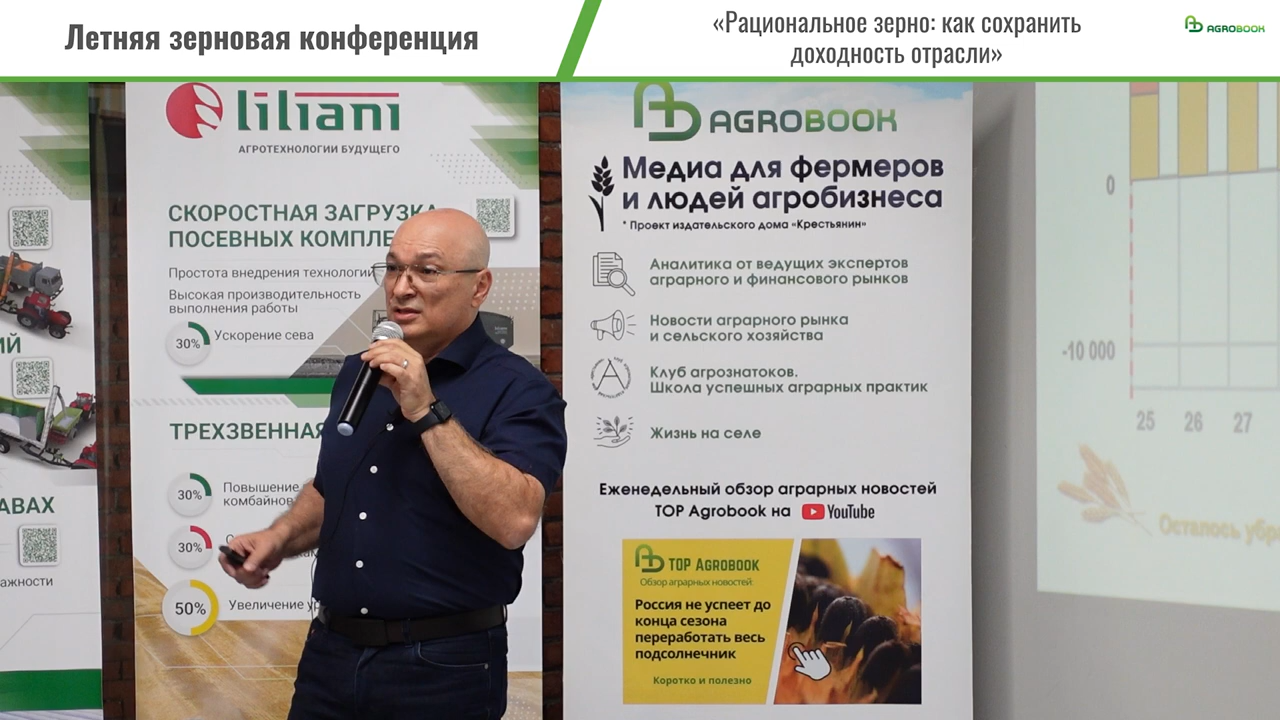 Летняя зерновая конференция
«Рациональное зерно: как сохранить
доходность отрасли»
AGROBOOK
liliani
АГРОТЕХНОЛОГИИ БУДУЩЕГО
СКОРОСТНАЯ ЗАГРУЗКА
ПОСЕВНЫХ
Простота внедрения технологии
Высокая производительность
выполнения работы
30%
Ускорение сева
30%
Повышение
30%
50%
Увеличение
АВАХ
AGROBOOK
Медиа для фермеров
и людей агробизнеса
* Проект издательского дома «Крестьянин»
Аналитика от ведущих экспертов
аграрного и финансового рынков
Новости аграрного рынка
и сельского хозяйства
Клуб агрознатоков.
Школа успешных аграрных практик
Жизнь на селе
Еженедельный обзор аграрных новостей
TOP Agrobook на YouTube
TOP AGROBOOK
Обзор аграрных новостей:
Россия не успеет до
конца сезона
переработать весь
подсолнечник
Коротко и полезно
0
-10 000
25 26 27
Осталось